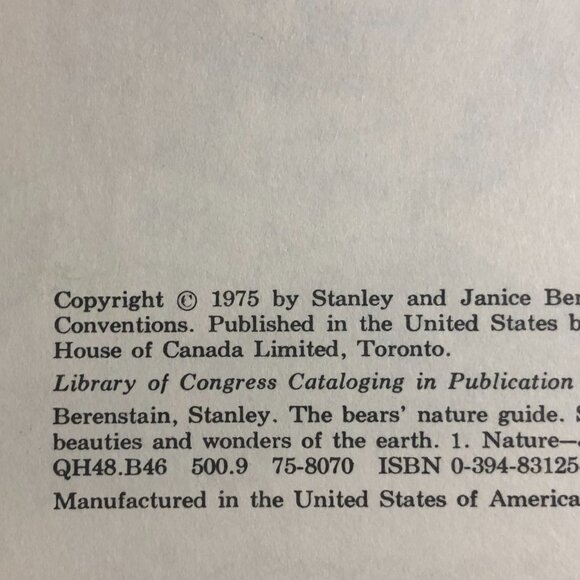 Copyright © 1975 by Stanley and Janice Ber
Conventions. Published in the United States b
House of Canada Limited, Toronto.
Library of Congress Cataloging in Publication
Berenstain, Stanley. The bears' nature guide. S
beauties and wonders of the earth. 1. Nature—
QH48.B46 500.9 75-8070 ISBN 0-394-83125-
Manufactured in the United States of America